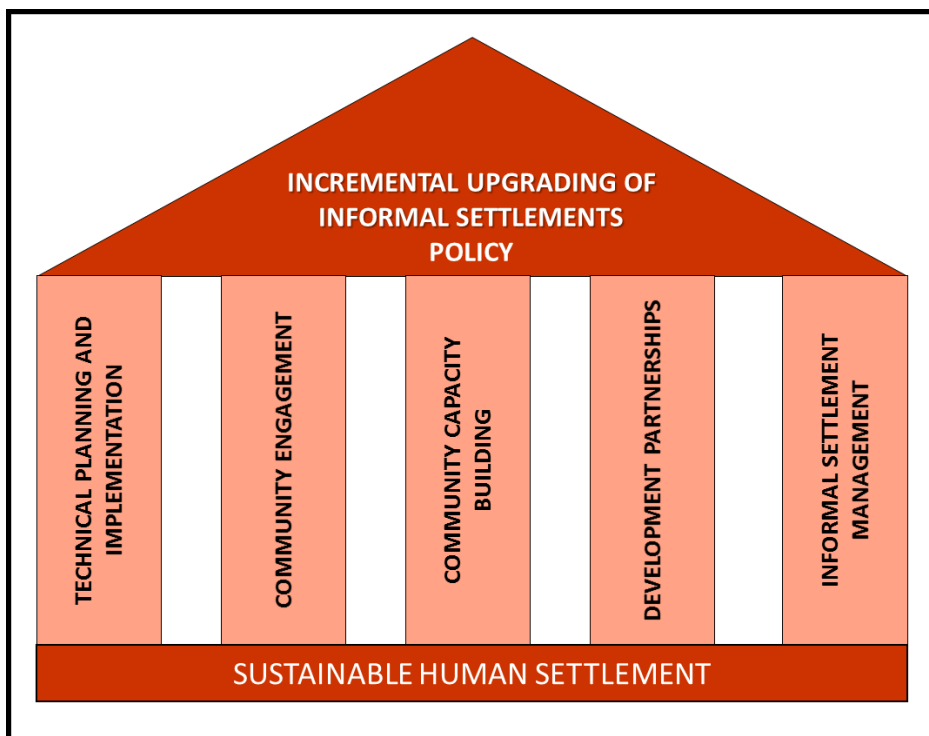 INCREMENTAL UPGRADING OF
INFORMAL SETTLEMENTS
POLICY
TECHNICAL PLANNING AND
IMPLEMENTATION
COMMUNITY ENGAGEMENT
COMMUNITY CAPACITY
BUILDING
DEVELOPMENT PARTNERSHIPS
INFORMAL SETTLEMENT
MANAGEMENT
SUSTAINABLE HUMAN SETTLEMENT